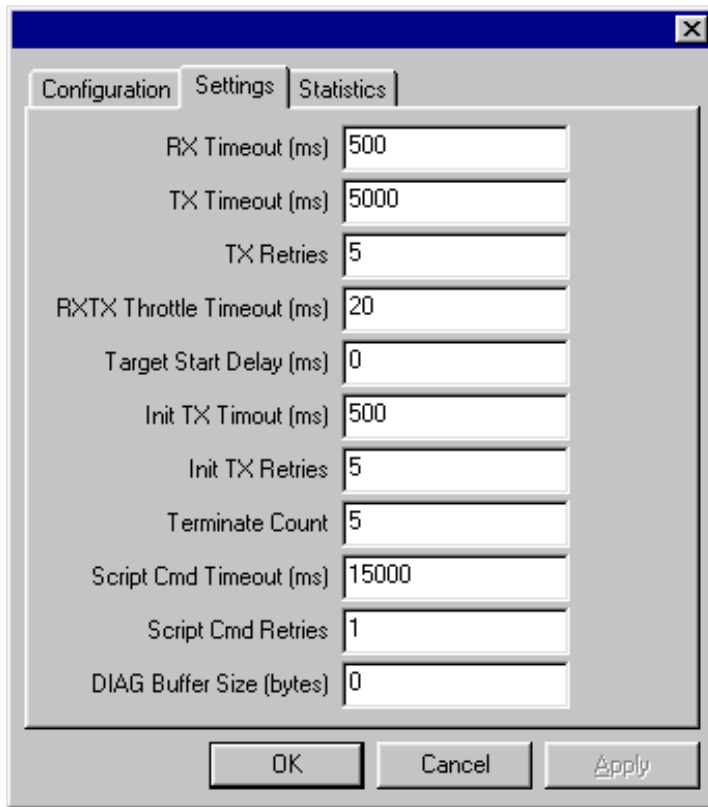 Configuration Settings Statistics
RX Timeout (ms) 500
TX Timeout (ms) 5000
TX Retries 5
RXTX Throttle Timeout (ms) 20
Target Start Delay (ms) 0
Init TX Timout (ms) 500
Init TX Retries 5
Terminate Count 5
Script Cmd Timeout (ms) 15000
Script Cmd Retries 1
DIAG Buffer Size (bytes) 0
OK Cancel Apply